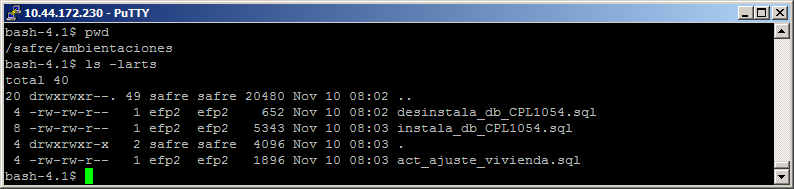 10.44.172.230 - PuTTY
bash-4.1$ pwd
/safre/ambientaciones
bash-4.1$ ls -larts
total 40
20 drwxrwxr--. 49 safre safre 20480 Nov 10 08:02 ..
 4 -rw-rw-r--   1 efp2  efp2    652 Nov 10 08:02 desinstala_db_CPL1054.sql
 8 -rw-rw-r--   1 efp2  efp2   5343 Nov 10 08:03 instala_db_CPL1054.sql
 4 drwxrwxr-x   2 safre safre  4096 Nov 10 08:03 .
 4 -rw-rw-r--   1 efp2  efp2   1896 Nov 10 08:03 act_ajuste_vivienda.sql
bash-4.1$